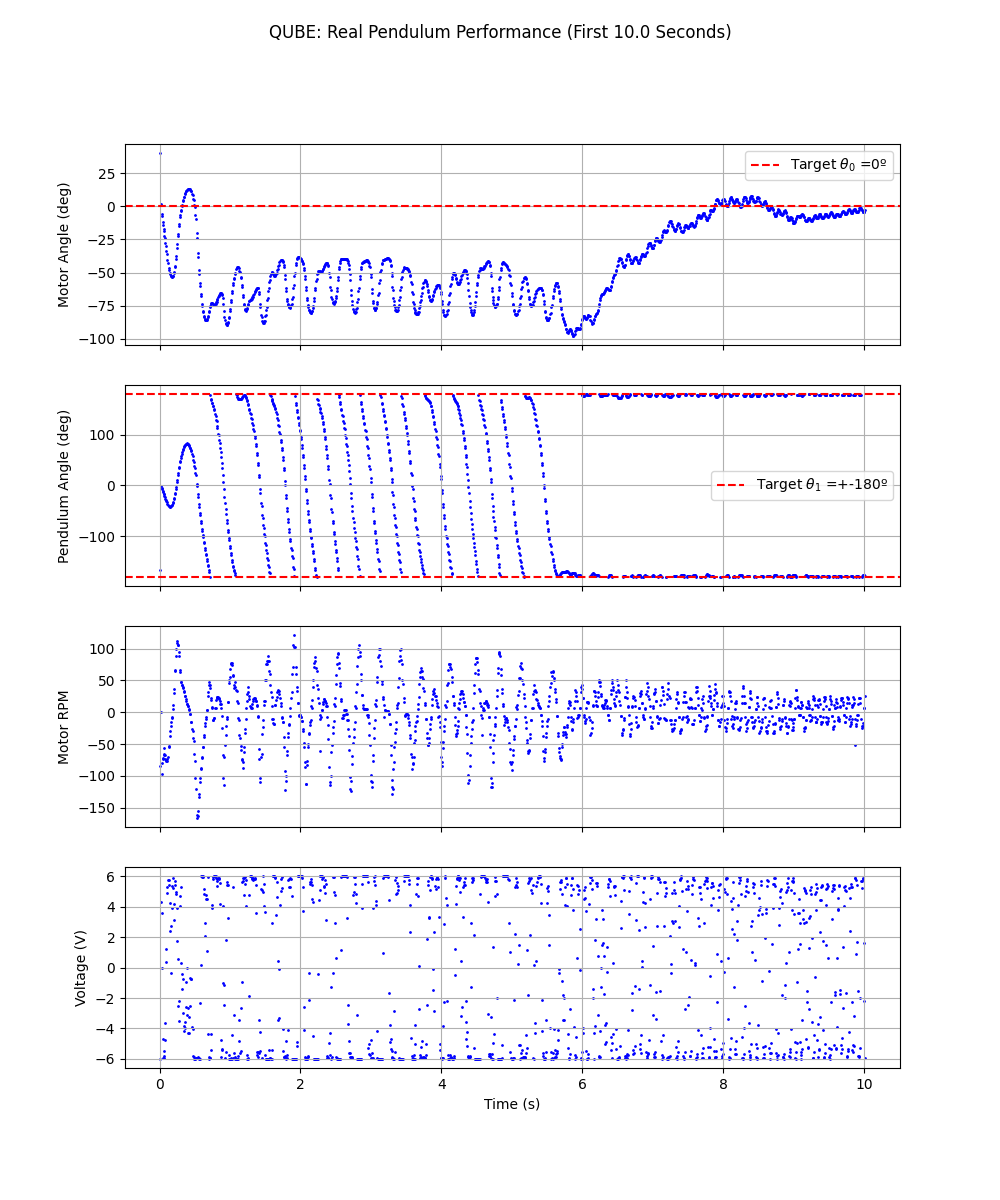 QUBE: Real Pendulum Performance (First 10.0 Seconds)
Motor Angle (deg)
25
0
−25
−50
−75
−100
Target θ0 =0º
Pendulum Angle (deg)
100
0
−100
Target θ1 =+-180º
Motor RPM
100
50
0
−50
−100
−150
Voltage (V)
6
4
2
0
−2
−4
−6
0 2 4 6 8 10
Time (s)